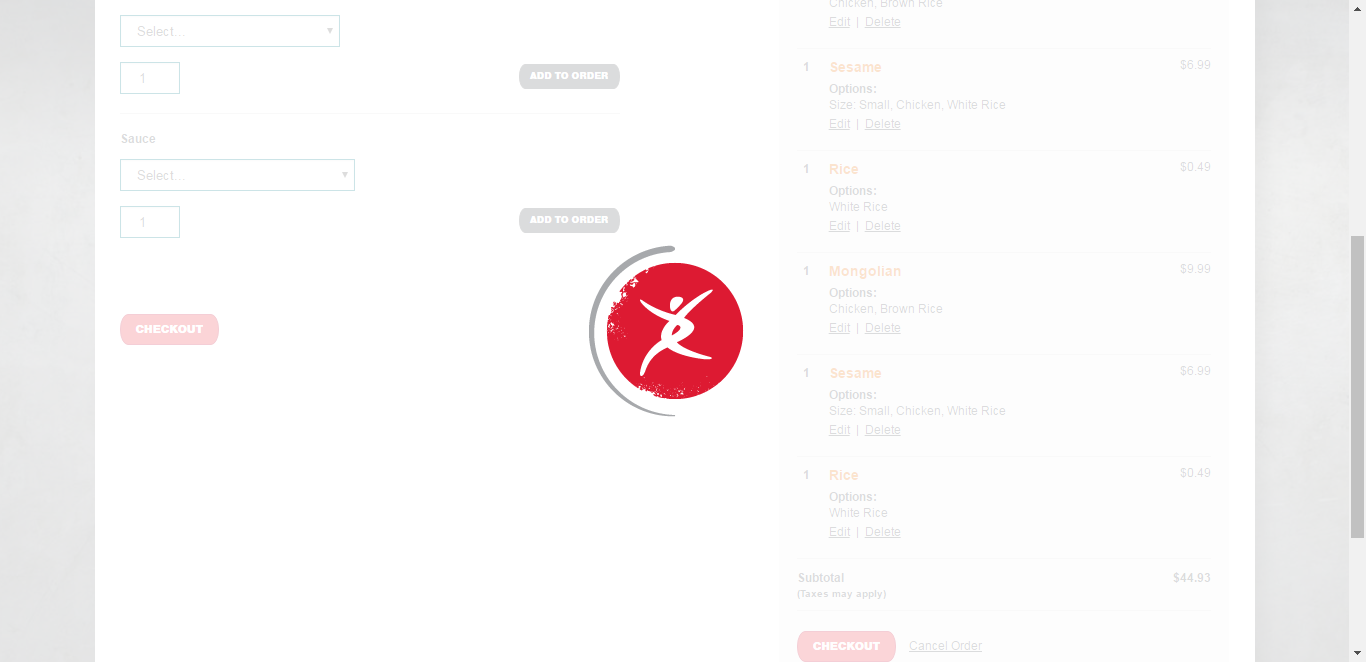 Select...
1
ADD TO ORDER
Sauce
Select...
1
ADD TO ORDER
CHECKOUT
Chicken, Brown Rice
Edit | Delete
1 Sesame $6.99
Options:
Size: Small, Chicken, White Rice
Edit | Delete
1 Rice $0.49
Options:
White Rice
Edit | Delete
1 Mongolian $9.99
Options:
Chicken, Brown Rice
Edit | Delete
1 Sesame $6.99
Options:
Size: Small, Chicken, White Rice
Edit | Delete
1 Rice $0.49
Options:
White Rice
Edit | Delete
Subtotal $44.93
(Taxes may apply)
CHECKOUT Cancel Order